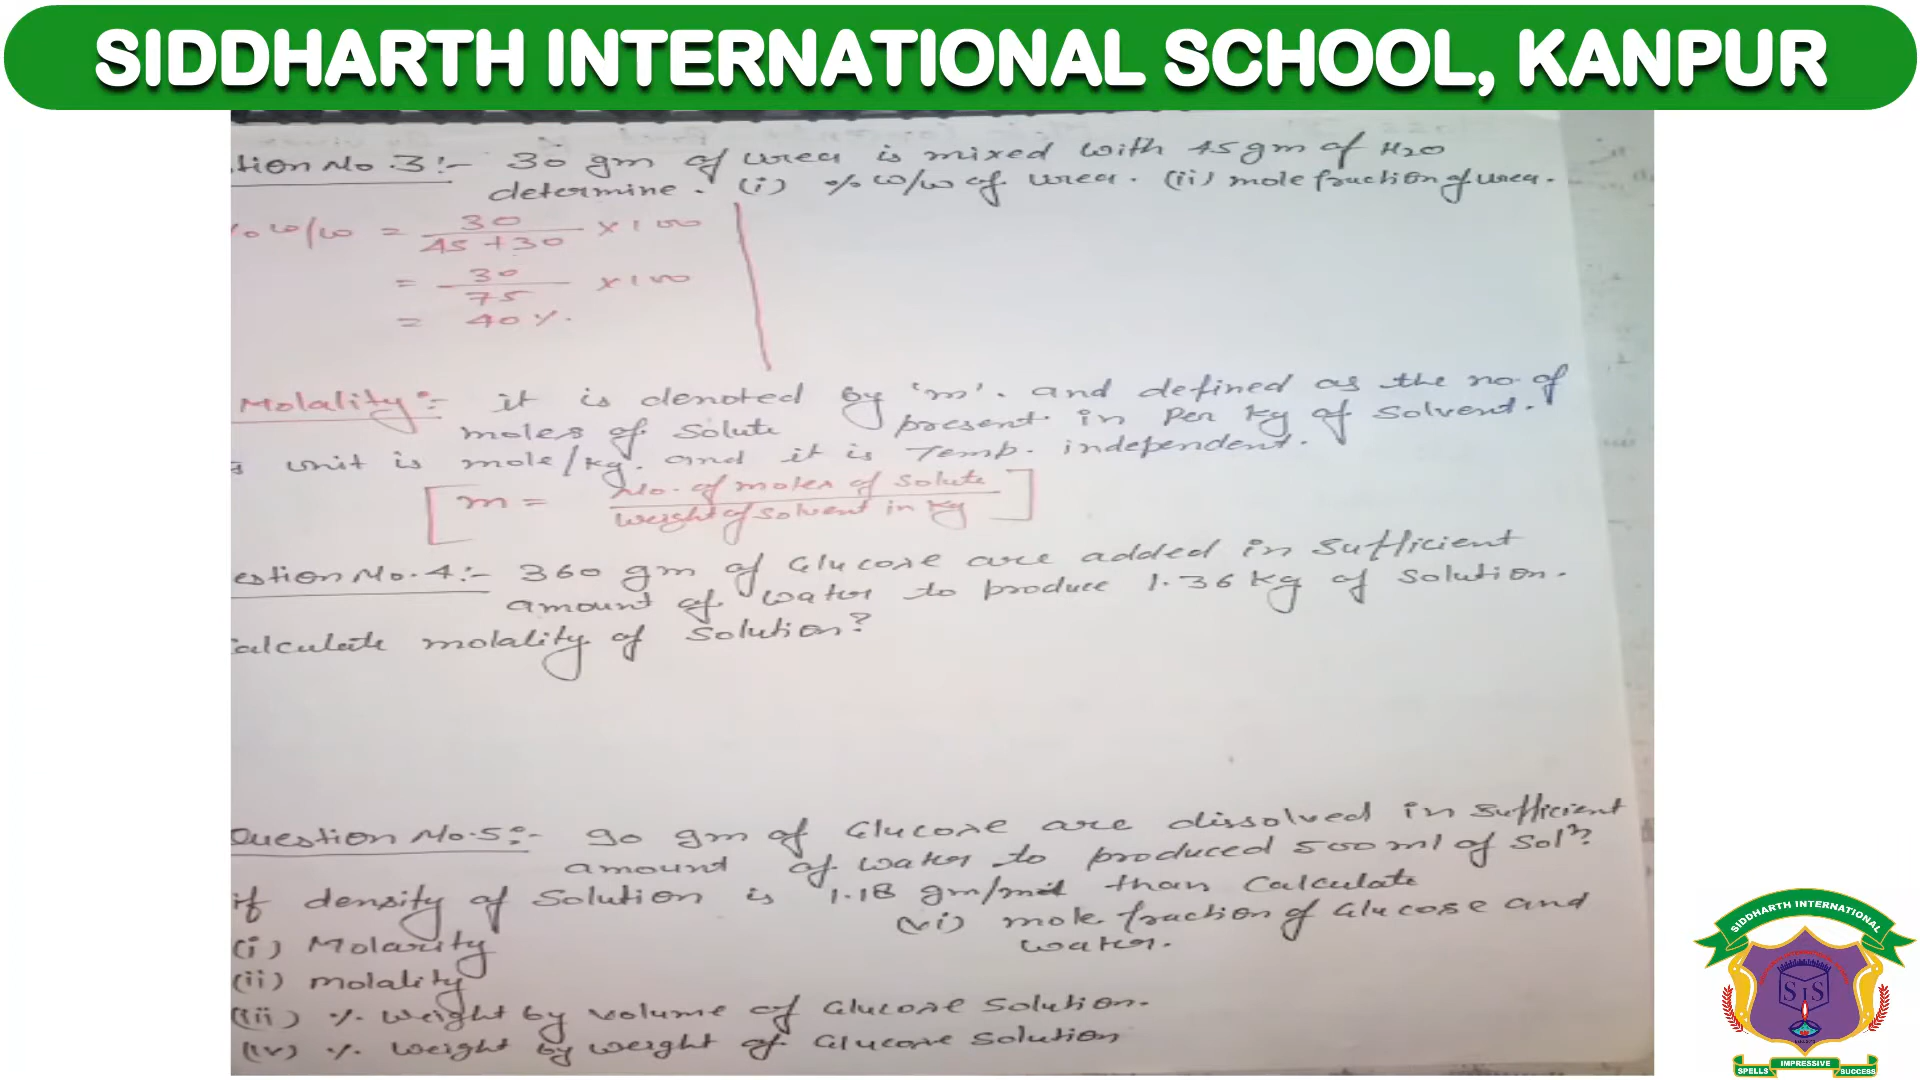 SIDDHARTH INTERNATIONAL SCHOOL, KANPUR
tion No.3:- 30 gm of urea is mixed with 45 gm of H2O
determine. (i) % w/w of urea. (ii) mole fraction of urea.
% w/w = 30 / 45 + 30 × 100
= 30 / 75 × 100
= 40 %.
Molality:- it is denoted by 'm'. and defined as the no. of
moles of solute present in Per Kg of Solvent.
unit is mole/kg. and it is Temp. independent.
[ m = No. of moles of Solute / Weight of Solvent in Kg ]
estion No.4:- 360 gm of Glucose are added in Sufficient
amount of water to produce 1.36 Kg of Solution.
alculate molality of Solution?
Question No.5:- 90 gm of Glucose are dissolved in sufficient
amount of water to produced 500 ml of Solⁿ?
if density of Solution is 1.18 gm/ml than Calculate
(i) Molarity
(ii) molality
(iii) % weight by volume of Glucose Solution.
(iv) % weight by weight of Glucose Solution
(vi) mole fraction of Glucose and
water.
SIDDHARTH INTERNATIONAL
SIS
SPELLS IMPRESSIVE SUCCESS